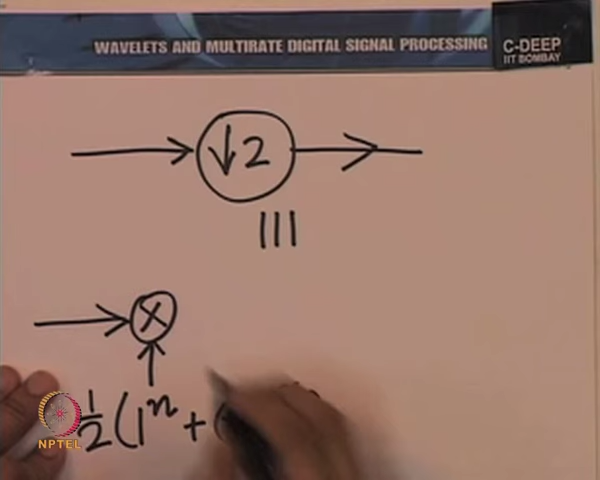 WAVELETS AND MULTIRATE DIGITAL SIGNAL PROCESSING
C-DEEP
IIT BOMBAY
↓2
|||
×
½(1ⁿ + (
NPTEL